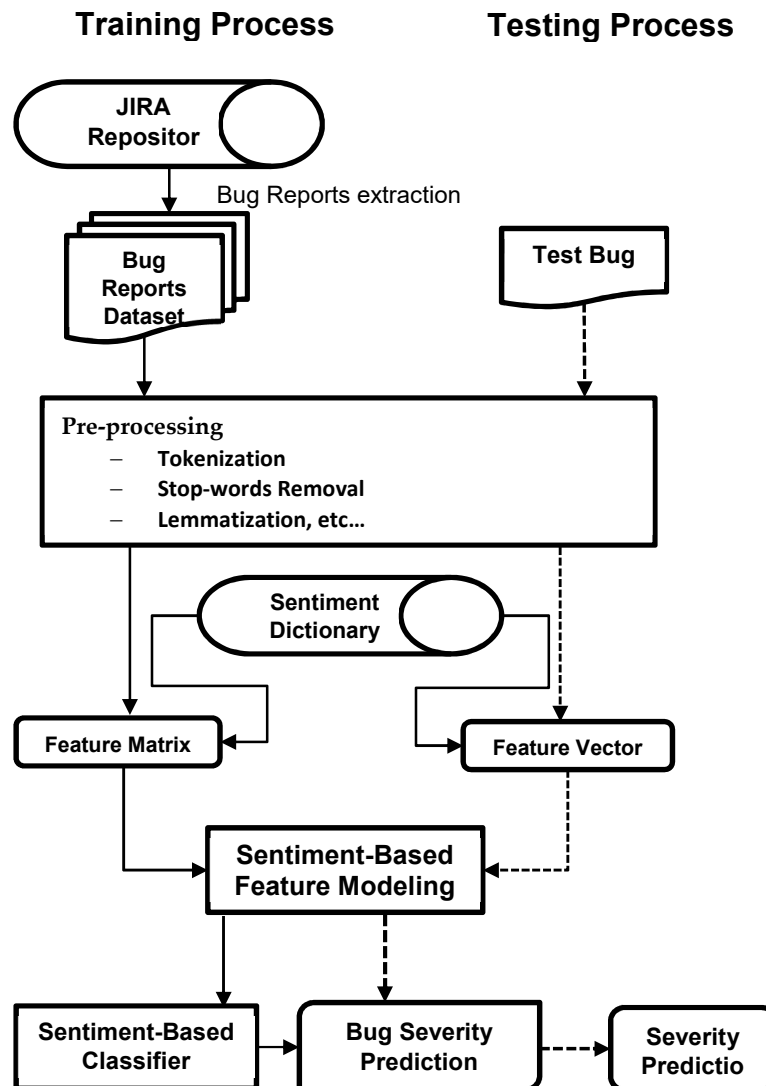 Training Process
Testing Process
JIRA
Repositor
Bug Reports extraction
Bug
Reports
Dataset
Test Bug
Pre-processing
– Tokenization
– Stop-words Removal
– Lemmatization, etc…
Sentiment
Dictionary
Feature Matrix
Feature Vector
Sentiment-Based
Feature Modeling
Sentiment-Based
Classifier
Bug Severity
Prediction
Severity
Predictio